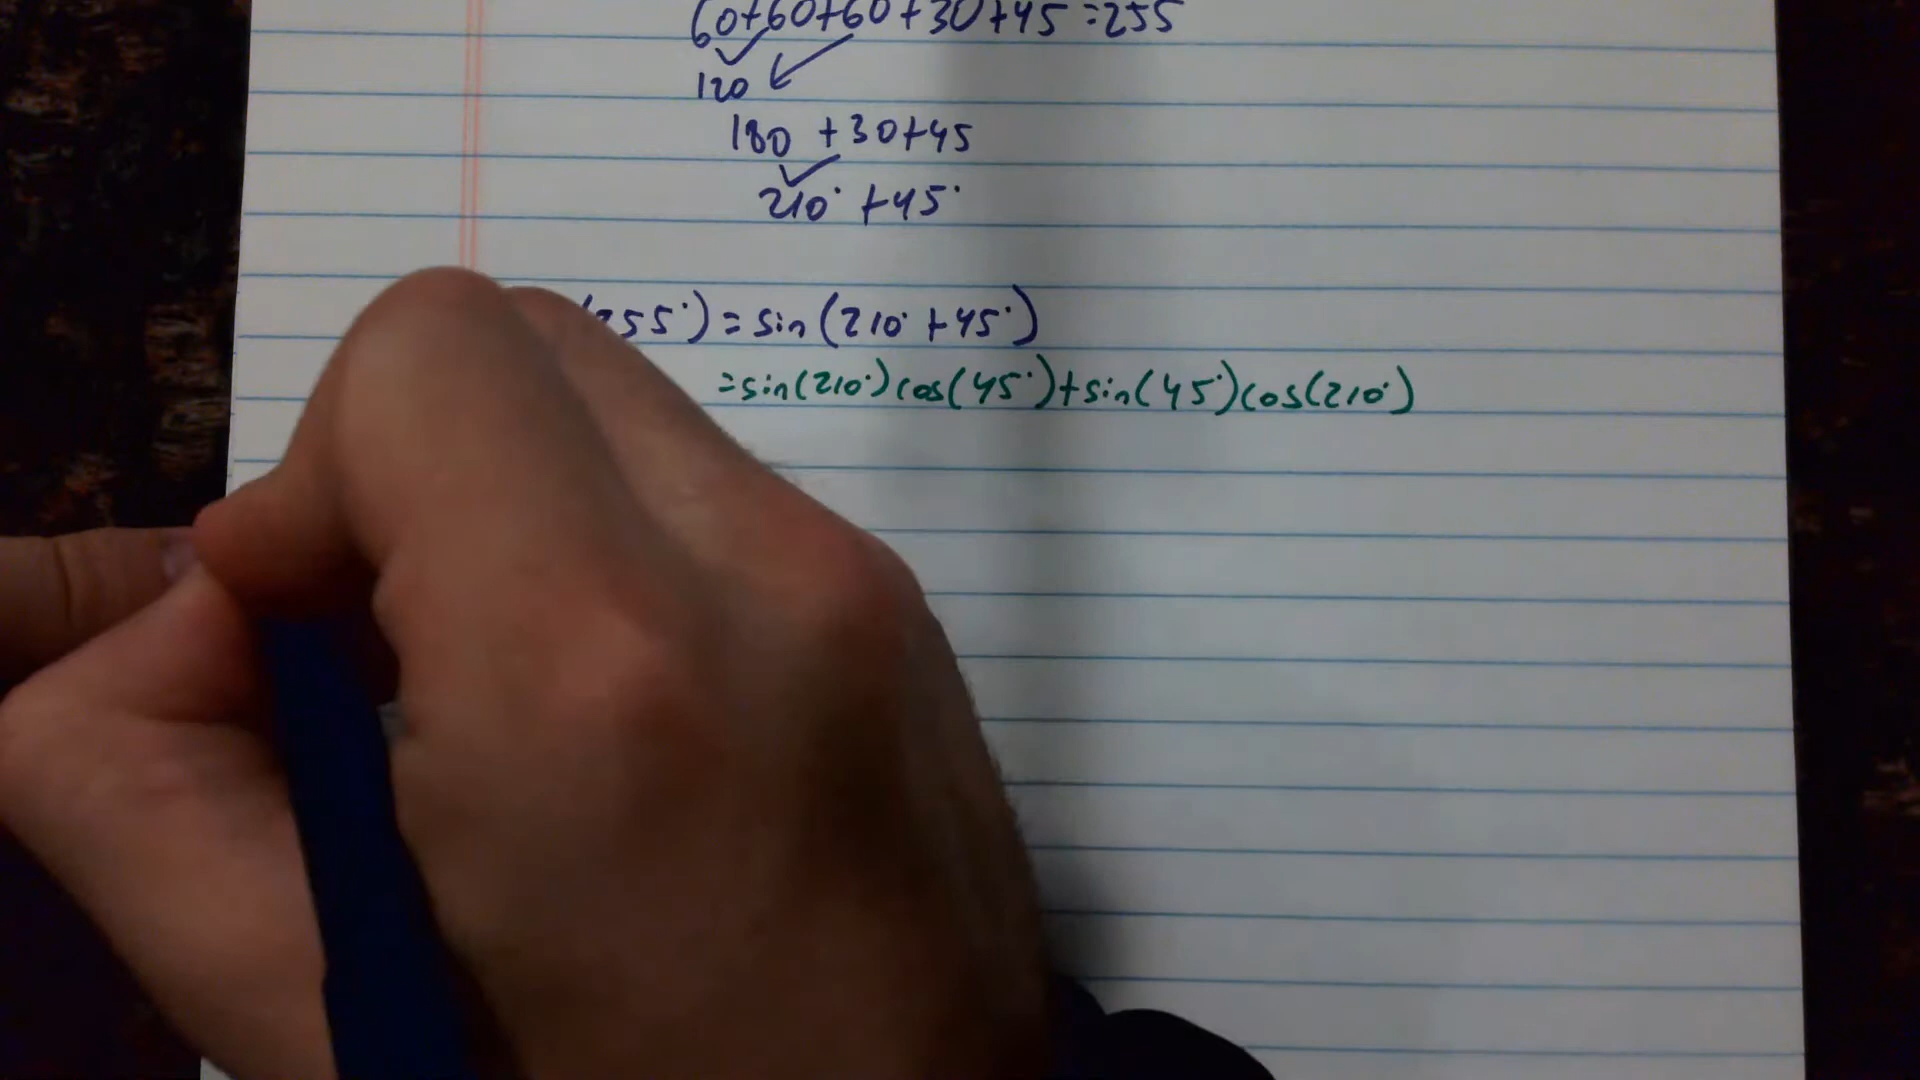 60+60+60+30+45=255
120
180 +30+45
210° +45°
255°)=sin(210°+45°)
=sin(210°)cos(45°)+sin(45°)cos(210°)